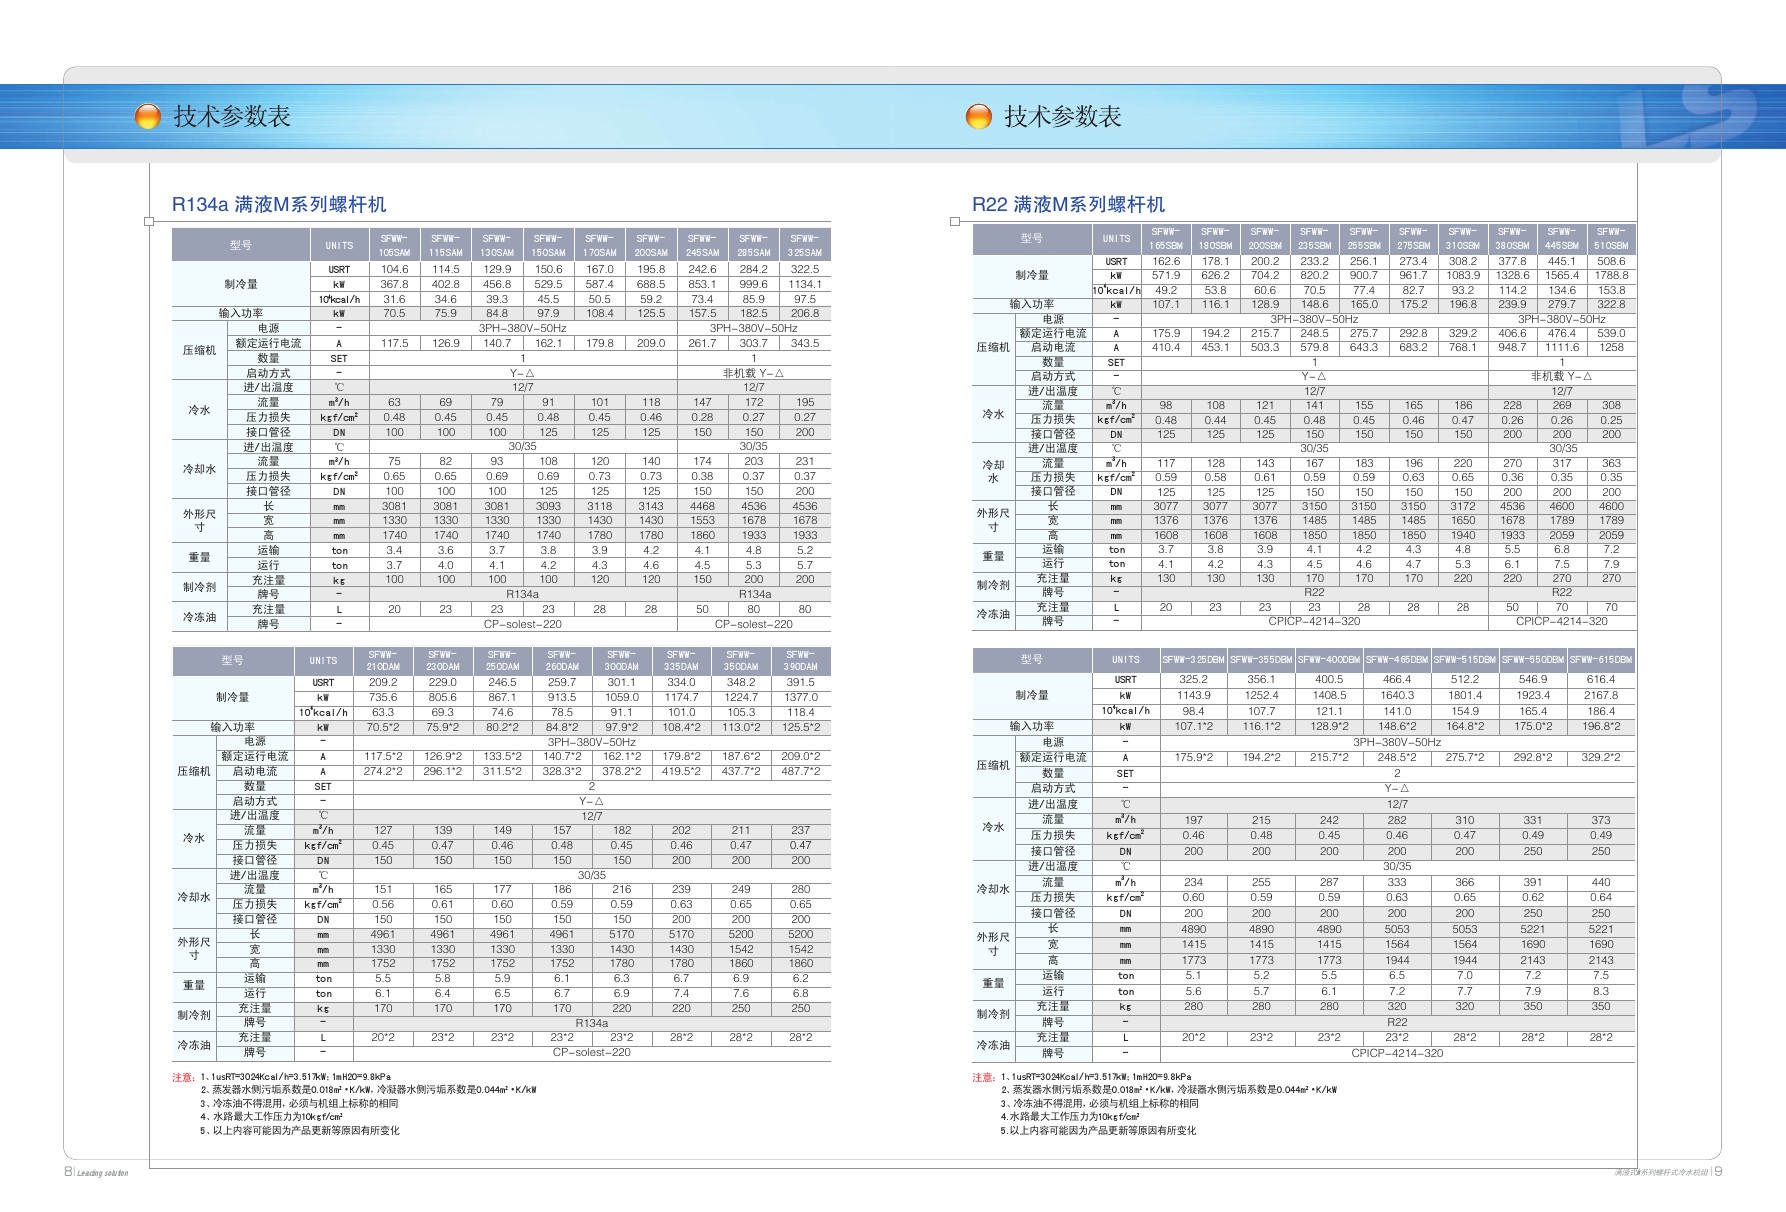 技术参数表
R134a 满液M系列螺杆机
型号 UNITS SFWW-105SAM SFWW-115SAM SFWW-130SAM SFWW-150SAM SFWW-170SAM SFWW-200SAM SFWW-245SAM SFWW-285SAM SFWW-325SAM
制冷量 USRT 104.6 114.5 129.9 150.6 167.0 195.8 242.6 284.2 322.5
kW 367.8 402.8 456.8 529.5 587.4 688.5 853.1 999.6 1134.1
10⁴kcal/h 31.6 34.6 39.3 45.5 50.5 59.2 73.4 85.9 97.5
输入功率 kW 70.5 75.9 84.8 97.9 108.4 125.5 157.5 182.5 206.8
压缩机 电源 - 3PH-380V-50Hz 3PH-380V-50Hz
额定运行电流 A 117.5 126.9 140.7 162.1 179.8 209.0 261.7 303.7 343.5
数量 SET 1 1
启动方式 - Y-△ 非机载 Y-△
冷水 进/出温度 ℃ 12/7 12/7
流量 m³/h 63 69 79 91 101 118 147 172 195
压力损失 kgf/cm² 0.48 0.45 0.45 0.48 0.45 0.46 0.28 0.27 0.27
接口管径 DN 100 100 100 125 125 125 150 150 200
冷却水 进/出温度 ℃ 30/35 30/35
流量 m³/h 75 82 93 108 120 140 174 203 231
压力损失 kgf/cm² 0.65 0.65 0.69 0.69 0.73 0.73 0.38 0.37 0.37
接口管径 DN 100 100 100 125 125 125 150 150 200
外形尺寸 长 mm 3081 3081 3081 3093 3118 3143 4468 4536 4536
宽 mm 1330 1330 1330 1330 1430 1430 1553 1678 1678
高 mm 1740 1740 1740 1740 1780 1780 1860 1933 1933
重量 运输 ton 3.4 3.6 3.7 3.8 3.9 4.2 4.1 4.8 5.2
运行 ton 3.7 4.0 4.1 4.2 4.3 4.6 4.5 5.3 5.7
制冷剂 充注量 kg 100 100 100 100 120 120 150 200 200
牌号 - R134a R134a
冷冻油 充注量 L 20 23 23 23 28 28 50 80 80
牌号 - CP-solest-220 CP-solest-220
型号 UNITS SFWW-210DAM SFWW-230DAM SFWW-250DAM SFWW-260DAM SFWW-300DAM SFWW-335DAM SFWW-350DAM SFWW-390DAM
制冷量 USRT 209.2 229.0 246.5 259.7 301.1 334.0 348.2 391.5
kW 735.6 805.6 867.1 913.5 1059.0 1174.7 1224.7 1377.0
10⁴kcal/h 63.3 69.3 74.6 78.5 91.1 101.0 105.3 118.4
输入功率 kW 70.5*2 75.9*2 80.2*2 84.8*2 97.9*2 108.4*2 113.0*2 125.5*2
压缩机 电源 - 3PH-380V-50Hz
额定运行电流 A 117.5*2 126.9*2 133.5*2 140.7*2 162.1*2 179.8*2 187.6*2 209.0*2
启动电流 A 274.2*2 296.1*2 311.5*2 328.3*2 378.2*2 419.5*2 437.7*2 487.7*2
数量 SET 2
启动方式 - Y-△
冷水 进/出温度 ℃ 12/7
流量 m³/h 127 139 149 157 182 202 211 237
压力损失 kgf/cm² 0.45 0.47 0.46 0.48 0.45 0.46 0.47 0.47
接口管径 DN 150 150 150 150 150 200 200 200
冷却水 进/出温度 ℃ 30/35
流量 m³/h 151 165 177 186 216 239 249 280
压力损失 kgf/cm² 0.56 0.61 0.60 0.59 0.59 0.63 0.65 0.65
接口管径 DN 150 150 150 150 150 200 200 200
外形尺寸 长 mm 4961 4961 4961 4961 5170 5170 5200 5200
宽 mm 1330 1330 1330 1330 1430 1430 1542 1542
高 mm 1752 1752 1752 1752 1780 1780 1860 1860
重量 运输 ton 5.5 5.8 5.9 6.1 6.3 6.7 6.9 6.2
运行 ton 6.1 6.4 6.5 6.7 6.9 7.4 7.6 6.8
制冷剂 充注量 kg 170 170 170 170 220 220 250 250
牌号 - R134a
冷冻油 充注量 L 20*2 23*2 23*2 23*2 23*2 28*2 28*2 28*2
牌号 - CP-solest-220
注意: 1、1usRT=3024Kcal/h=3.517kW; 1mH2O=9.8kPa
2、蒸发器水侧污垢系数是0.018m²•K/kW, 冷凝器水侧污垢系数是0.044m²•K/kW
3、冷冻油不得混用, 必须与机组上标称的相同
4、水路最大工作压力为10kgf/cm²
5、以上内容可能因为产品更新等原因有所变化
8 Leading solution
技术参数表
LS
R22 满液M系列螺杆机
型号 UNITS SFWW-165SBM SFWW-180SBM SFWW-200SBM SFWW-235SBM SFWW-255SBM SFWW-275SBM SFWW-310SBM SFWW-380SBM SFWW-445SBM SFWW-510SBM
制冷量 USRT 162.6 178.1 200.2 233.2 256.1 273.4 308.2 377.8 445.1 508.6
kW 571.9 626.2 704.2 820.2 900.7 961.7 1083.9 1328.6 1565.4 1788.8
10⁴kcal/h 49.2 53.8 60.6 70.5 77.4 82.7 93.2 114.2 134.6 153.8
输入功率 kW 107.1 116.1 128.9 148.6 165.0 175.2 196.8 239.9 279.7 322.8
压缩机 电源 - 3PH-380V-50Hz 3PH-380V-50Hz
额定运行电流 A 175.9 194.2 215.7 248.5 275.7 292.8 329.2 406.6 476.4 539.0
启动电流 A 410.4 453.1 503.3 579.8 643.3 683.2 768.1 948.7 1111.6 1258
数量 SET 1 1
启动方式 - Y-△ 非机载 Y-△
冷水 进/出温度 ℃ 12/7 12/7
流量 m³/h 98 108 121 141 155 165 186 228 269 308
压力损失 kgf/cm² 0.48 0.44 0.45 0.48 0.45 0.46 0.47 0.26 0.26 0.25
接口管径 DN 125 125 125 150 150 150 150 200 200 200
冷却水 进/出温度 ℃ 30/35 30/35
流量 m³/h 117 128 143 167 183 196 220 270 317 363
压力损失 kgf/cm² 0.59 0.58 0.61 0.59 0.59 0.63 0.65 0.36 0.35 0.35
接口管径 DN 125 125 125 150 150 150 150 200 200 200
外形尺寸 长 mm 3077 3077 3077 3150 3150 3150 3172 4536 4600 4600
宽 mm 1376 1376 1376 1485 1485 1485 1650 1678 1789 1789
高 mm 1608 1608 1608 1850 1850 1850 1940 1933 2059 2059
重量 运输 ton 3.7 3.8 3.9 4.1 4.2 4.3 4.8 5.5 6.8 7.2
运行 ton 4.1 4.2 4.3 4.5 4.6 4.7 5.3 6.1 7.5 7.9
制冷剂 充注量 kg 130 130 130 170 170 170 220 220 270 270
牌号 - R22 R22
冷冻油 充注量 L 20 23 23 23 28 28 28 50 70 70
牌号 - CPICP-4214-320 CPICP-4214-320
型号 UNITS SFWW-325DBM SFWW-355DBM SFWW-400DBM SFWW-465DBM SFWW-515DBM SFWW-550DBM SFWW-615DBM
制冷量 USRT 325.2 356.1 400.5 466.4 512.2 546.9 616.4
kW 1143.9 1252.4 1408.5 1640.3 1801.4 1923.4 2167.8
10⁴kcal/h 98.4 107.7 121.1 141.0 154.9 165.4 186.4
输入功率 kW 107.1*2 116.1*2 128.9*2 148.6*2 164.8*2 175.0*2 196.8*2
压缩机 电源 - 3PH-380V-50Hz
额定运行电流 A 175.9*2 194.2*2 215.7*2 248.5*2 275.7*2 292.8*2 329.2*2
数量 SET 2
启动方式 - Y-△
冷水 进/出温度 ℃ 12/7
流量 m³/h 197 215 242 282 310 331 373
压力损失 kgf/cm² 0.46 0.48 0.45 0.46 0.47 0.49 0.49
接口管径 DN 200 200 200 200 200 250 250
冷却水 进/出温度 ℃ 30/35
流量 m³/h 234 255 287 333 366 391 440
压力损失 kgf/cm² 0.60 0.59 0.59 0.63 0.65 0.62 0.64
接口管径 DN 200 200 200 200 200 250 250
外形尺寸 长 mm 4890 4890 4890 5053 5053 5221 5221
宽 mm 1415 1415 1415 1564 1564 1690 1690
高 mm 1773 1773 1773 1944 1944 2143 2143
重量 运输 ton 5.1 5.2 5.5 6.5 7.0 7.2 7.5
运行 ton 5.6 5.7 6.1 7.2 7.7 7.9 8.3
制冷剂 充注量 kg 280 280 280 320 320 350 350
牌号 - R22
冷冻油 充注量 L 20*2 23*2 23*2 23*2 28*2 28*2 28*2
牌号 - CPICP-4214-320
注意: 1、1usRT=3024Kcal/h=3.517kW; 1mH2O=9.8kPa
2、蒸发器水侧污垢系数是0.018m²•K/kW, 冷凝器水侧污垢系数是0.044m²•K/kW
3、冷冻油不得混用, 必须与机组上标称的相同
4.水路最大工作压力为10kgf/cm²
5.以上内容可能因为产品更新等原因有所变化
满液式M系列螺杆式冷水机组 9